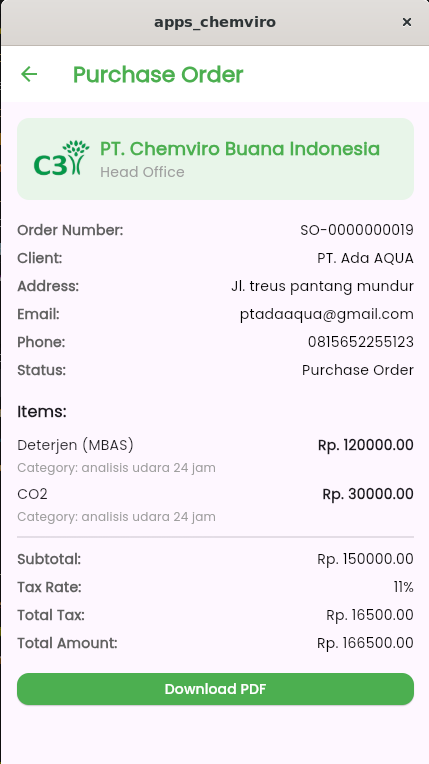 apps_chemviro
Purchase Order
C3
PT. Chemviro Buana Indonesia
Head Office
Order Number: SO-0000000019
Client: PT. Ada AQUA
Address: Jl. treus pantang mundur
Email: ptadaaqua@gmail.com
Phone: 0815652255123
Status: Purchase Order
Items:
Deterjen (MBAS) Rp. 120000.00
Category: analisis udara 24 jam
CO2 Rp. 30000.00
Category: analisis udara 24 jam
Subtotal: Rp. 150000.00
Tax Rate: 11%
Total Tax: Rp. 16500.00
Total Amount: Rp. 166500.00
Download PDF